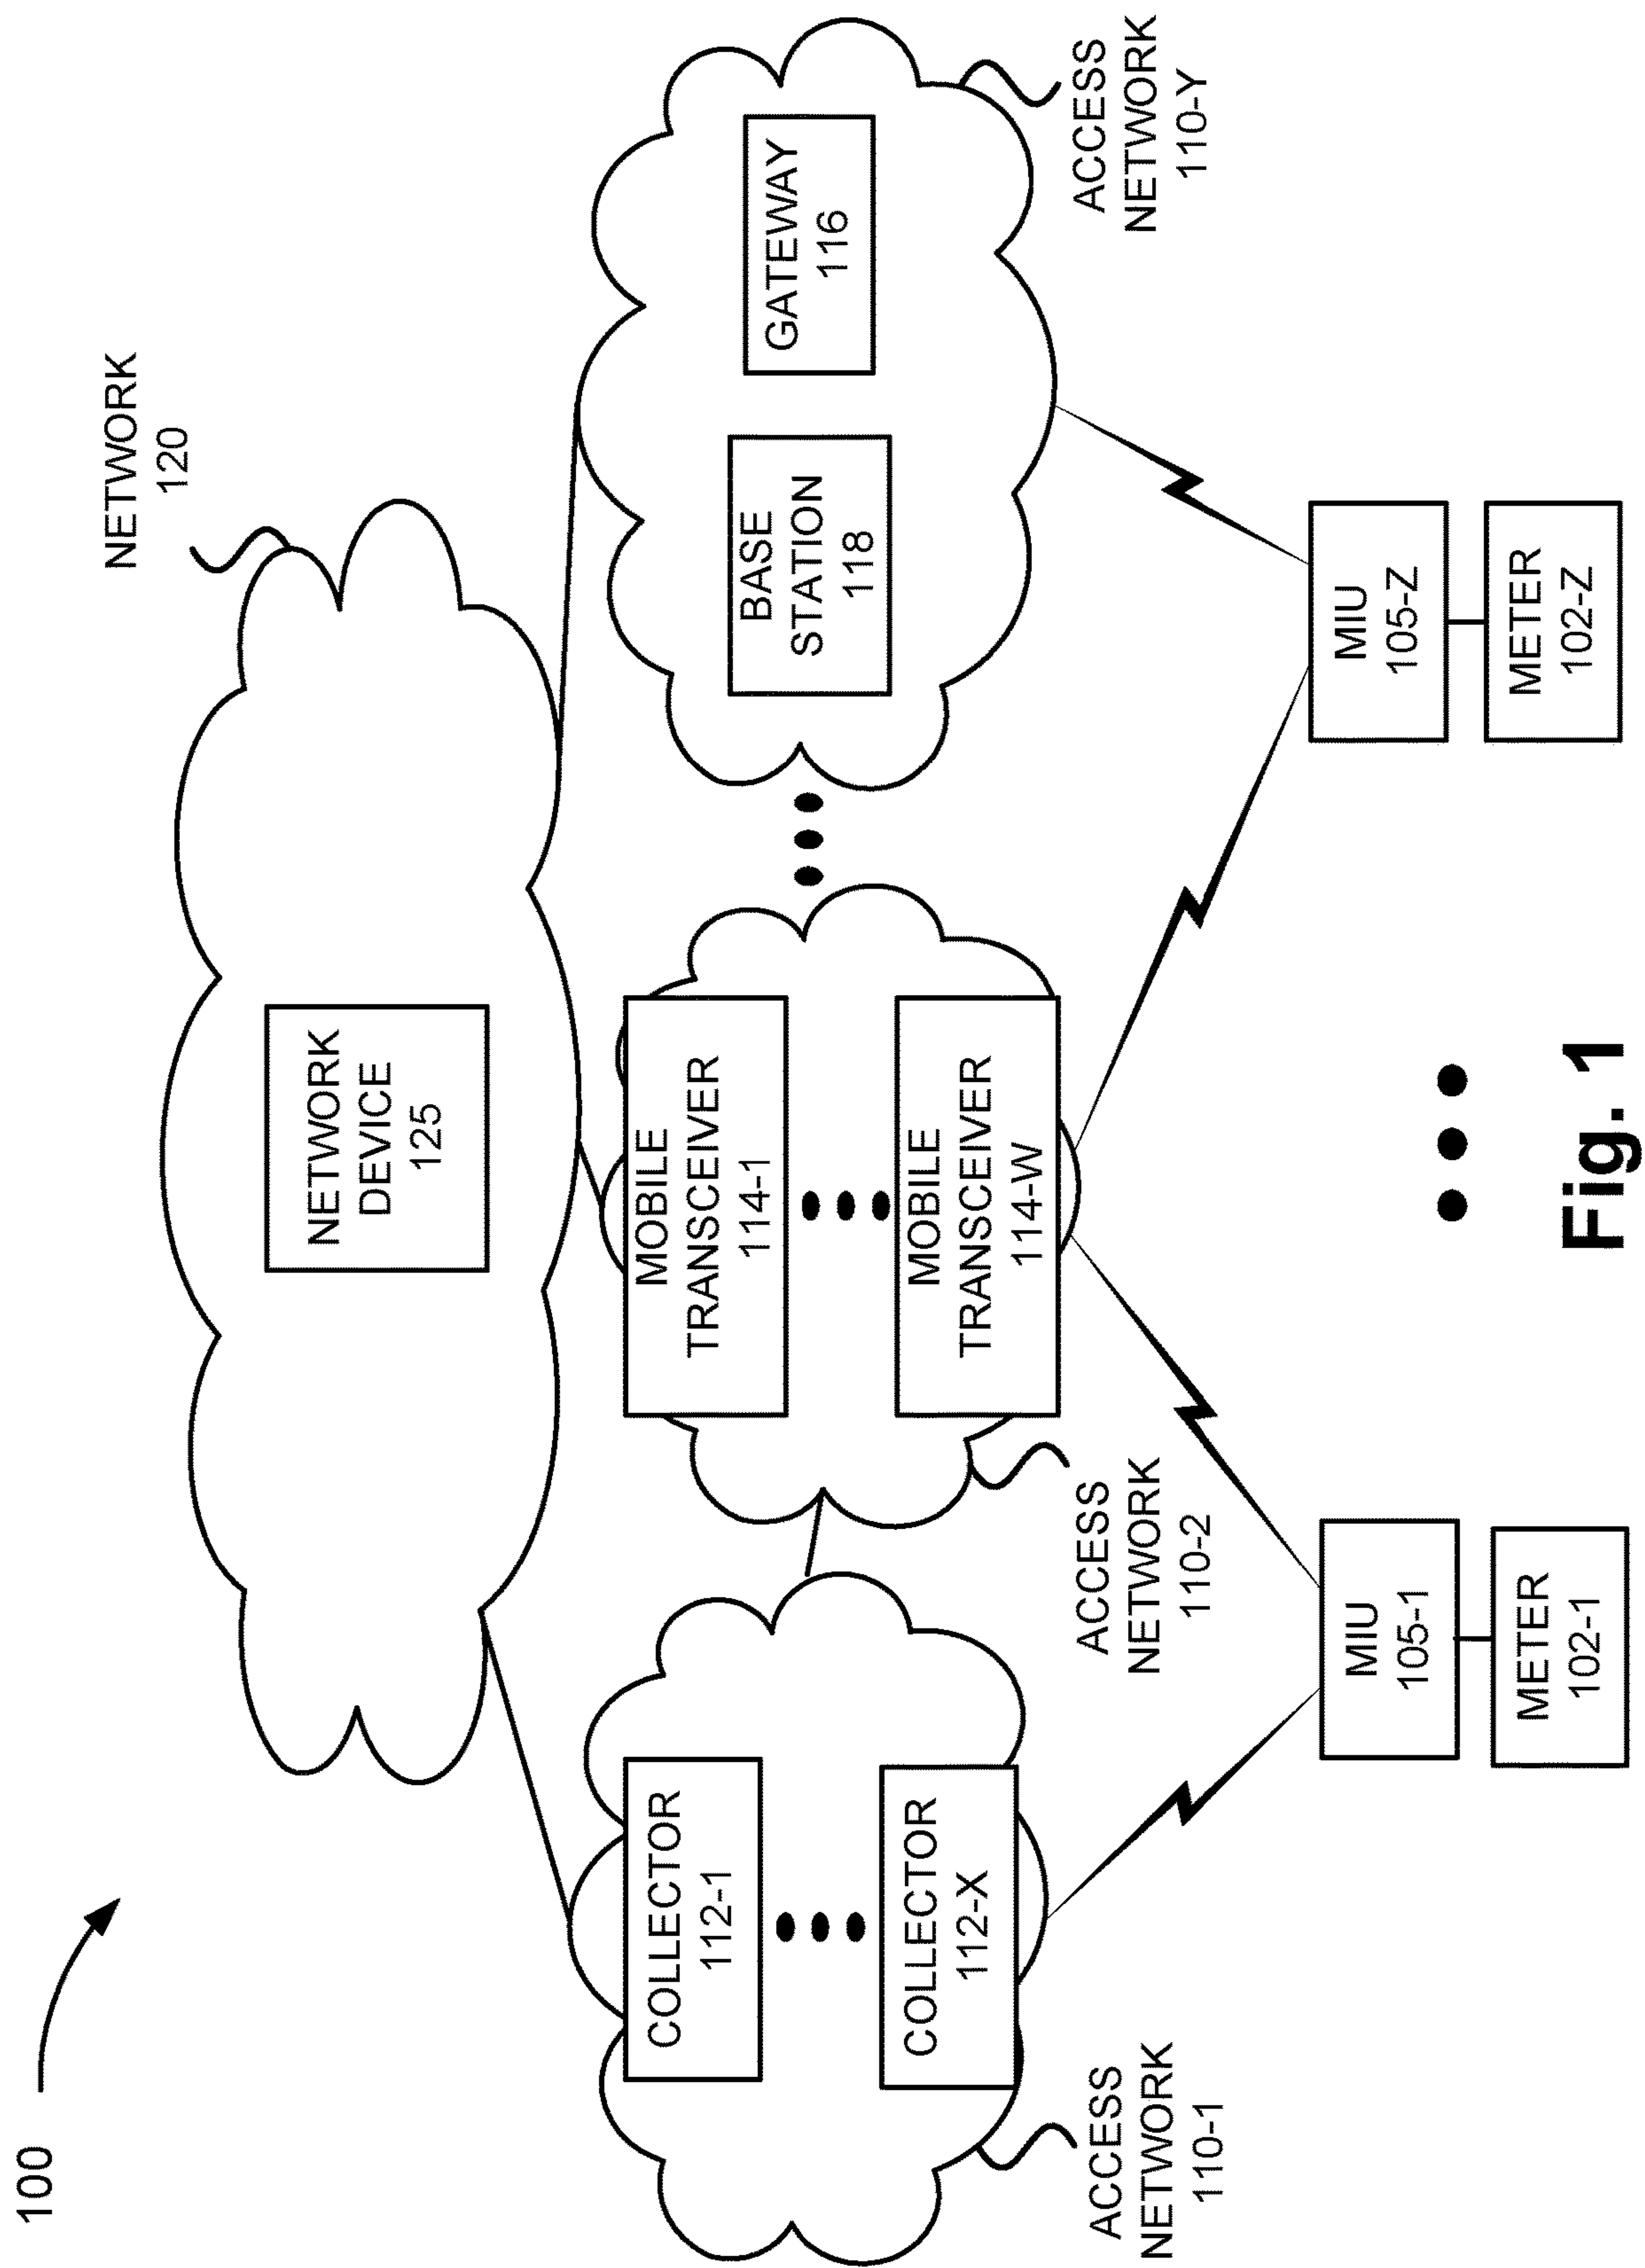 100
NETWORK
120
NETWORK
DEVICE
125
COLLECTOR
112-1
COLLECTOR
112-X
ACCESS
NETWORK
110-1
MOBILE
TRANSCEIVER
114-1
MOBILE
TRANSCEIVER
114-W
ACCESS
NETWORK
110-2
BASE
STATION
118
GATEWAY
116
ACCESS
NETWORK
110-Y
MIU
105-1
METER
102-1
MIU
105-Z
METER
102-Z
Fig. 1